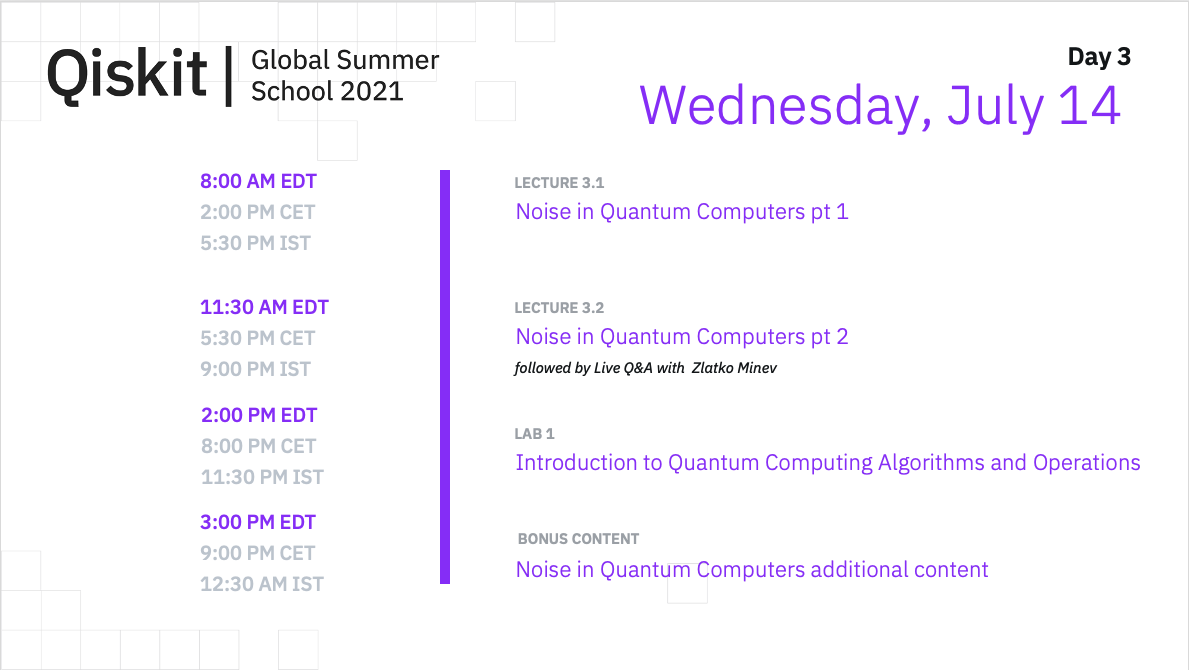 Qiskit | Global Summer
School 2021
Day 3
Wednesday, July 14
8:00 AM EDT
2:00 PM CET
5:30 PM IST
LECTURE 3.1
Noise in Quantum Computers pt 1
11:30 AM EDT
5:30 PM CET
9:00 PM IST
LECTURE 3.2
Noise in Quantum Computers pt 2
followed by Live Q&A with Zlatko Minev
2:00 PM EDT
8:00 PM CET
11:30 PM IST
LAB 1
Introduction to Quantum Computing Algorithms and Operations
3:00 PM EDT
9:00 PM CET
12:30 AM IST
BONUS CONTENT
Noise in Quantum Computers additional content